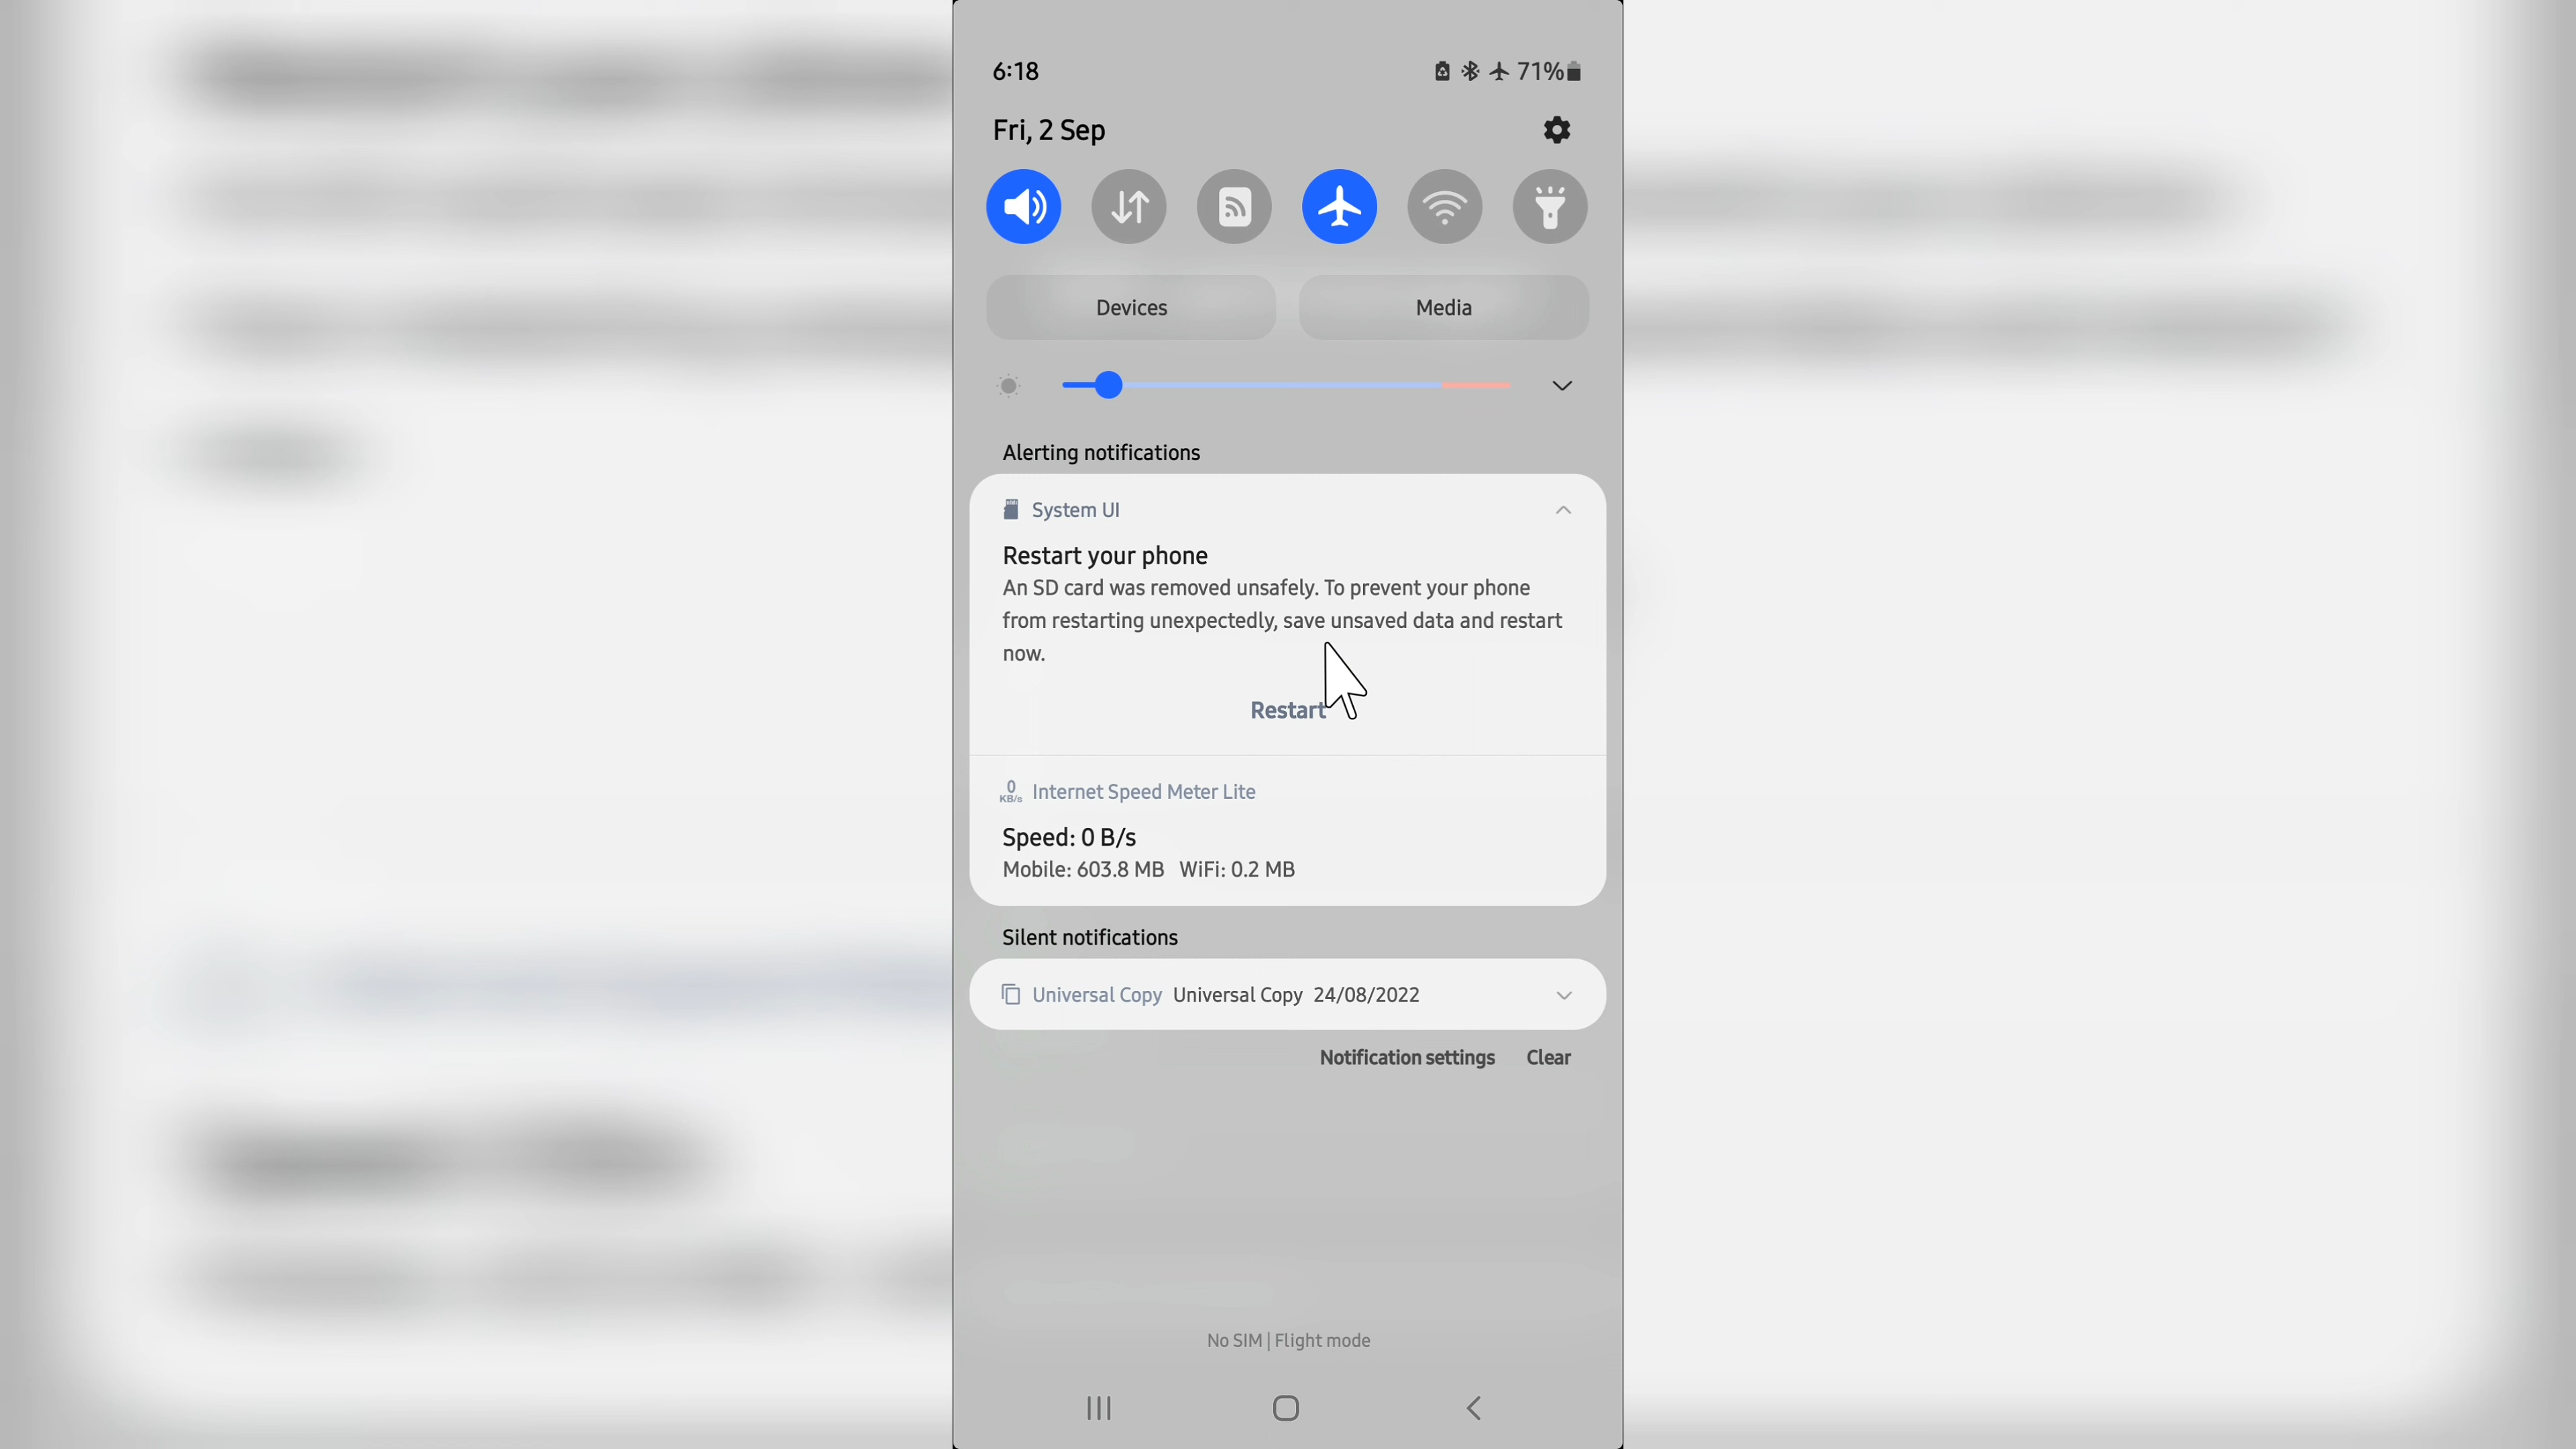 6:18 71%
Fri, 2 Sep
Devices Media
Alerting notifications
System UI
Restart your phone
An SD card was removed unsafely. To prevent your phone
from restarting unexpectedly, save unsaved data and restart
now.
Restart
0
KB/s Internet Speed Meter Lite
Speed: 0 B/s
Mobile: 603.8 MB WiFi: 0.2 MB
Silent notifications
Universal Copy Universal Copy 24/08/2022
Notification settings Clear
No SIM | Flight mode